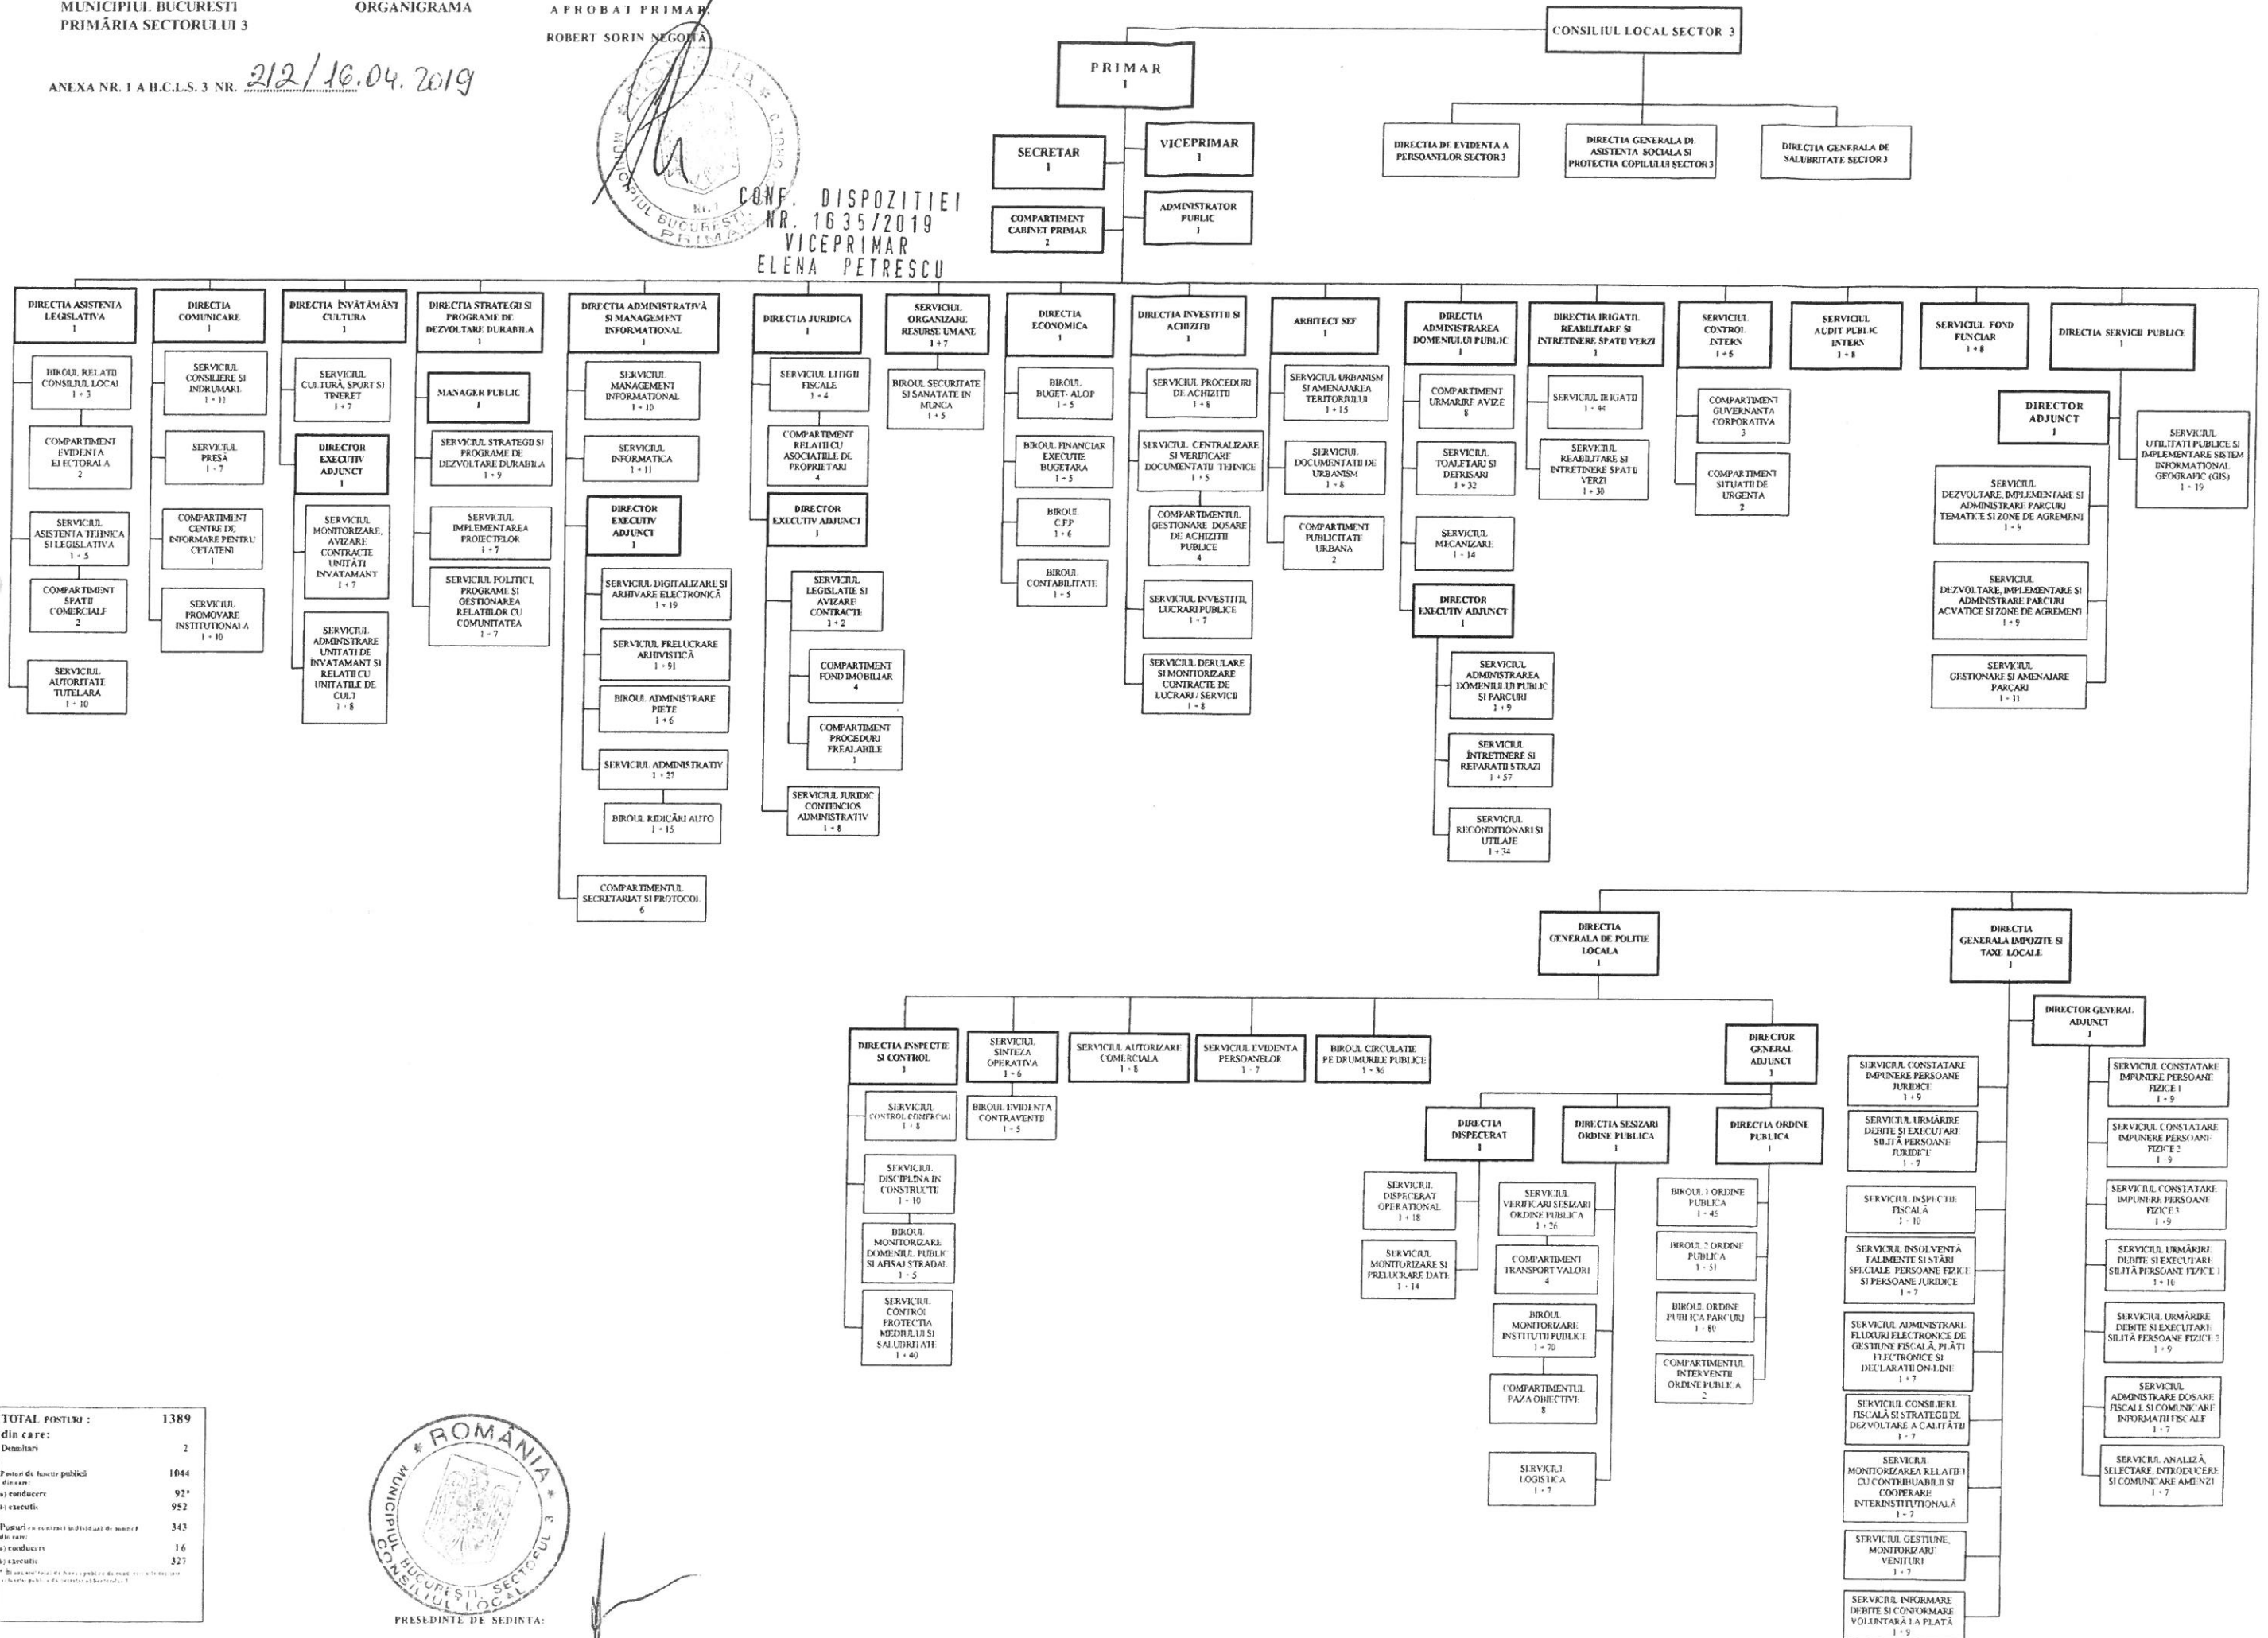 MUNICIPIUL BUCURESTI
PRIMĂRIA SECTORULUI 3
ORGANIGRAMA
APROBAT PRIMAR,
ROBERT SORIN NEGOIȚĂ
ANEXA NR. 1 A H.C.L.S. 3 NR. 212/16.04.2019
CONF. DISPOZITIEI
NR. 1635/2019
VICEPRIMAR
ELENA PETRESCU
CONSILIUL LOCAL SECTOR 3
PRIMAR
1
SECRETAR
1
VICEPRIMAR
1
COMPARTIMENT
CABINET PRIMAR
2
ADMINISTRATOR
PUBLIC
1
DIRECTIA DE EVIDENTA A
PERSOANELOR SECTOR 3
DIRECTIA GENERALA DE
ASISTENTA SOCIALA SI
PROTECTIA COPILULUI SECTOR 3
DIRECTIA GENERALA DE
SALUBRITATE SECTOR 3
DIRECTIA ASISTENTA
LEGISLATIVA
1
BIROUL RELATII
CONSILIUL LOCAL
1 + 3
COMPARTIMENT
EVIDENTA
ELECTORALA
2
SERVICIUL
ASISTENTA TEHNICA
SI LEGISLATIVA
1 + 5
COMPARTIMENT
SPATII
COMERCIALE
2
SERVICIUL
AUTORITATE
TUTELARA
1 + 10
DIRECTIA
COMUNICARE
1
SERVICIUL
CONSILIERE SI
INDRUMARE
1 + 11
SERVICIUL
PRESĂ
1 + 7
COMPARTIMENT
CENTRE DE
INFORMARE PENTRU
CETATENI
1
SERVICIUL
PROMOVARE
INSTITUTIONALA
1 + 10
DIRECTIA ÎNVĂTĂMÂNT
CULTURA
1
SERVICIUL
CULTURĂ, SPORT SI
TINERET
1 + 7
DIRECTOR
EXECUTIV
ADJUNCT
1
SERVICIUL
MONITORIZARE,
AVIZARE
CONTRACTE
UNITĂTI
INVATAMANT
1 + 7
SERVICIUL
ADMINISTRARE
UNITATI DE
ÎNVATAMANT SI
RELATII CU
UNITATILE DE
CULT
1 + 8
DIRECTIA STRATEGII SI
PROGRAME DE
DEZVOLTARE DURABILA
1
MANAGER PUBLIC
1
SERVICIUL STRATEGII SI
PROGRAME DE
DEZVOLTARE DURABILA
1 + 9
SERVICIUL
IMPLEMENTAREA
PROIECTELOR
1 + 7
SERVICIUL POLITICI,
PROGRAME SI
GESTIONAREA
RELATIILOR CU
COMUNITATEA
1 + 7
DIRECTIA ADMINISTRATIVĂ
SI MANAGEMENT
INFORMATIONAL
1
SERVICIUL
MANAGEMENT
INFORMATIONAL
1 + 10
SERVICIUL
INFORMATICA
1 + 11
DIRECTOR
EXECUTIV
ADJUNCT
1
SERVICIUL DIGITALIZARE SI
ARHIVARE ELECTRONICĂ
1 + 19
SERVICIUL PRELUCRARE
ARHIVISTICĂ
1 + 91
BIROUL ADMINISTRARE
PIETE
1 + 6
SERVICIUL ADMINISTRATIV
1 + 27
BIROUL RIDICĂRI AUTO
1 + 15
COMPARTIMENTUL
SECRETARIAT SI PROTOCOL
6
DIRECTIA JURIDICA
1
SERVICIUL LITIGII
FISCALE
1 + 4
COMPARTIMENT
RELATII CU
ASOCIATIILE DE
PROPRIETARI
4
DIRECTOR
EXECUTIV ADJUNCT
1
SERVICIUL
LEGISLATIE SI
AVIZARE
CONTRACTE
1 + 2
COMPARTIMENT
FOND IMOBILIAR
4
COMPARTIMENT
PROCEDURI
PREALABILE
1
SERVICIUL JURIDIC
CONTENCIOS
ADMINISTRATIV
1 + 8
SERVICIUL
ORGANIZARE
RESURSE UMANE
1 + 7
BIROUL SECURITATE
SI SANATATE IN
MUNCA
1 + 5
DIRECTIA
ECONOMICA
1
BIROUL
BUGET- ALOP
1 + 5
BIROUL FINANCIAR
EXECUTIE
BUGETARA
1 + 5
BIROUL
C.F.P
1 + 6
BIROUL
CONTABILITATE
1 + 5
DIRECTIA INVESTITII SI
ACHIZITII
1
SERVICIUL PROCEDURI
DE ACHIZITII
1 + 8
SERVICIUL CENTRALIZARE
SI VERIFICARE
DOCUMENTATII TEHNICE
1 + 5
COMPARTIMENTUL
GESTIONARE DOSARE
DE ACHIZITII
PUBLICE
4
SERVICIUL INVESTITII,
LUCRARI PUBLICE
1 + 7
SERVICIUL DERULARE
SI MONITORIZARE
CONTRACTE DE
LUCRARI / SERVICII
1 + 8
ARHITECT SEF
1
SERVICIUL URBANISM
SI AMENAJAREA
TERITORIULUI
1 + 15
SERVICIUL
DOCUMENTATII DE
URBANISM
1 + 8
COMPARTIMENT
PUBLICITATE
URBANA
2
DIRECTIA
ADMINISTRAREA
DOMENIULUI PUBLIC
1
COMPARTIMENT
URMARIRE AVIZE
8
SERVICIUL
TOALETARI SI
DEFRISARI
1 + 32
SERVICIUL
MECANIZARE
1 + 14
DIRECTOR
EXECUTIV ADJUNCT
1
SERVICIUL
ADMINISTRAREA
DOMENIULUI PUBLIC
SI PARCURI
1 + 9
SERVICIUL
ÎNTRETINERE SI
REPARATII STRAZI
1 + 57
SERVICIUL
RECONDITIONARI SI
UTILAJE
1 + 34
DIRECTIA IRIGATII,
REABILITARE SI
INTRETINERE SPATII VERZI
1
SERVICIUL IRIGATII
1 + 44
SERVICIUL
REABILITARE SI
INTRETINERE SPATII
VERZI
1 + 30
SERVICIUL
CONTROL
INTERN
1 + 5
COMPARTIMENT
GUVERNANTA
CORPORATIVA
3
COMPARTIMENT
SITUATII DE
URGENTA
2
SERVICIUL
AUDIT PUBLIC
INTERN
1 + 8
SERVICIUL FOND
FUNCIAR
1 + 8
DIRECTIA SERVICII PUBLICE
1
DIRECTOR
ADJUNCT
1
SERVICIUL
UTILITATI PUBLICE SI
IMPLEMENTARE SISTEM
INFORMATIONAL
GEOGRAFIC (GIS)
1 + 19
SERVICIUL
DEZVOLTARE, IMPLEMENTARE SI
ADMINISTRARE PARCURI
TEMATICE SI ZONE DE AGREMENT
1 + 9
SERVICIUL
DEZVOLTARE, IMPLEMENTARE SI
ADMINISTRARE PARCURI
ACVATICE SI ZONE DE AGREMENT
1 + 9
SERVICIUL
GESTIONARE SI AMENAJARE
PARCARI
1 + 11
DIRECTIA
GENERALA DE POLITIE
LOCALA
1
DIRECTIA
GENERALA IMPOZITE SI
TAXE LOCALE
1
DIRECTIA INSPECTIE
SI CONTROL
1
SERVICIUL
CONTROL COMERCIAL
1 + 8
SERVICIUL
DISCIPLINA IN
CONSTRUCTII
1 + 10
BIROUL
MONITORIZARE
DOMENIUL PUBLIC
SI AFISAJ STRADAL
1 + 5
SERVICIUL
CONTROL
PROTECTIA
MEDIULUI SI
SALUBRITATE
1 + 40
SERVICIUL
SINTEZA
OPERATIVA
1 + 6
BIROUL EVIDENTA
CONTRAVENTII
1 + 5
SERVICIUL AUTORIZARE
COMERCIALA
1 + 8
SERVICIUL EVIDENTA
PERSOANELOR
1 + 7
BIROUL CIRCULATIE
PE DRUMURILE PUBLICE
1 + 36
DIRECTOR
GENERAL
ADJUNCT
1
DIRECTIA
DISPECERAT
1
SERVICIUL
DISPECERAT
OPERATIONAL
1 + 18
SERVICIUL
MONITORIZARE SI
PRELUCRARE DATE
1 + 14
DIRECTIA SESIZARI
ORDINE PUBLICA
1
SERVICIUL
VERIFICARI SESIZARI
ORDINE PUBLICA
1 + 26
COMPARTIMENT
TRANSPORT VALORI
4
BIROUL
MONITORIZARE
INSTITUTII PUBLICE
1 + 70
COMPARTIMENTUL
PAZA OBIECTIVE
8
SERVICIUL
LOGISTICA
1 + 7
DIRECTIA ORDINE
PUBLICA
1
BIROUL 1 ORDINE
PUBLICA
1 + 45
BIROUL 2 ORDINE
PUBLICA
1 + 51
BIROUL ORDINE
PUBLICA PARCURI
1 + 80
COMPARTIMENTUL
INTERVENTII
ORDINE PUBLICA
2
DIRECTOR GENERAL
ADJUNCT
1
SERVICIUL CONSTATARE
IMPUNERE PERSOANE
JURIDICE
1 + 9
SERVICIUL URMĂRIRE
DEBITE SI EXECUTARE
SILITĂ PERSOANE
JURIDICE
1 + 7
SERVICIUL INSPECTIE
FISCALĂ
1 + 10
SERVICIUL INSOLVENTĂ
FALIMENTE SI STĂRI
SPECIALE PERSOANE FIZICE
SI PERSOANE JURIDICE
1 + 7
SERVICIUL ADMINISTRARE
FLUXURI ELECTRONICE DE
GESTIUNE FISCALĂ, PLĂTI
ELECTRONICE SI
DECLARATII ON-LINE
1 + 7
SERVICIUL CONSILIERE
FISCALĂ SI STRATEGII DE
DEZVOLTARE A CALITĂTII
1 + 7
SERVICIUL
MONITORIZAREA RELATIEI
CU CONTRIBUABILII SI
COOPERARE
INTERINSTITUTIONALĂ
1 + 7
SERVICIUL GESTIUNE,
MONITORIZARE
VENITURI
1 + 7
SERVICIUL INFORMARE
DEBITE SI CONFORMARE
VOLUNTARĂ LA PLATĂ
1 + 9
SERVICIUL CONSTATARE
IMPUNERE PERSOANE
FIZICE 1
1 + 9
SERVICIUL CONSTATARE
IMPUNERE PERSOANE
FIZICE 2
1 + 9
SERVICIUL CONSTATARE
IMPUNERE PERSOANE
FIZICE 3
1 + 9
SERVICIUL URMĂRIRE
DEBITE SI EXECUTARE
SILITĂ PERSOANE FIZICE 1
1 + 10
SERVICIUL URMĂRIRE
DEBITE SI EXECUTARE
SILITĂ PERSOANE FIZICE 2
1 + 9
SERVICIUL
ADMINISTRARE DOSARE
FISCALE SI COMUNICARE
INFORMATII FISCALE
1 + 7
SERVICIUL ANALIZĂ,
SELECTARE, INTRODUCERE
SI COMUNICARE AMENZI
1 + 7
TOTAL POSTURI : 1389
din care:
Demnitari 2
Posturi de functie publică 1044
din care:
a) conducere 92*
b) executie 952
Posturi cu contract individual de muncă 343
din care:
a) conducere 16
b) executie 327
* ROMÂNIA *
MUNICIPIUL BUCUREȘTI, SECTORUL 3
CONSILIUL LOCAL
PRESEDINTE DE SEDINTA: